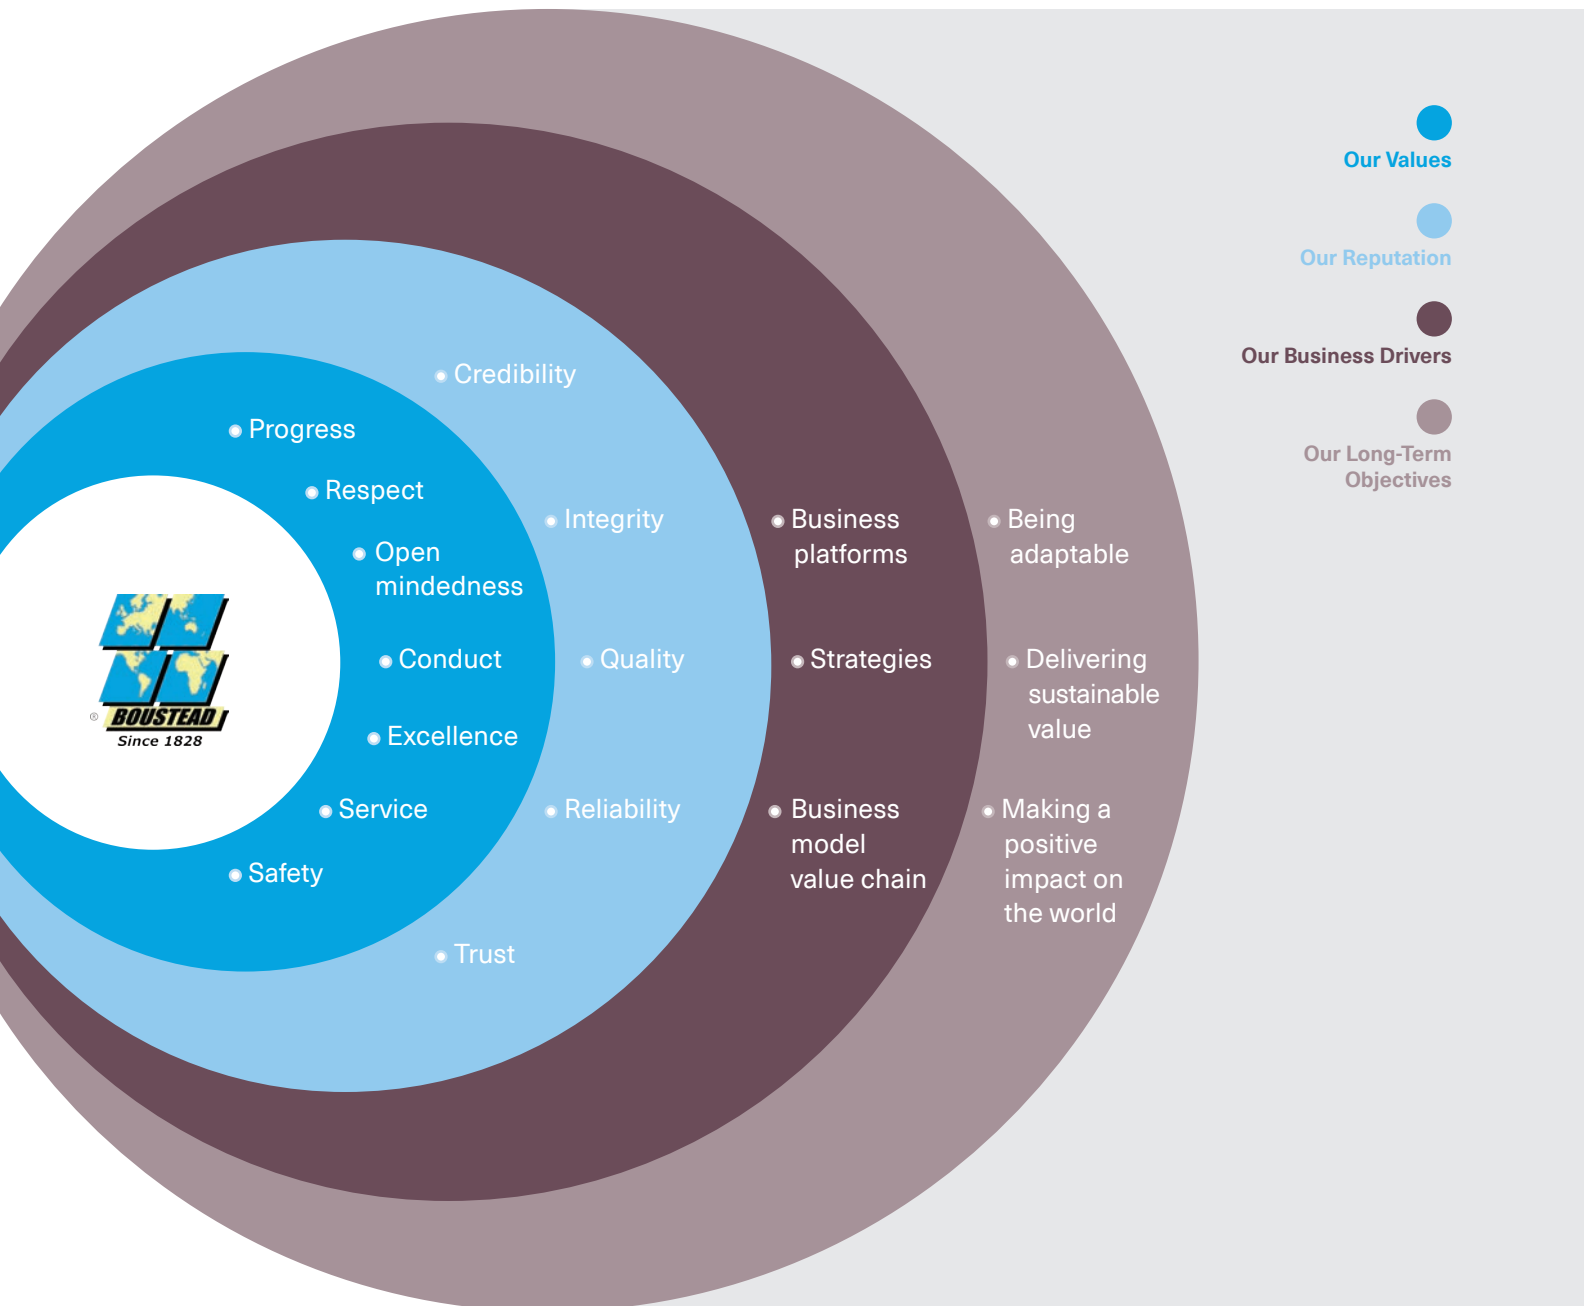 Our Values
Our Reputation
Our Business Drivers
Our Long-Term
Objectives
Progress
Respect
Open
mindedness
Conduct
Excellence
Service
Safety
Credibility
Integrity
Quality
Reliability
Trust
Business
platforms
Strategies
Business
model
value chain
Being
adaptable
Delivering
sustainable
value
Making a
positive
impact on
the world
® BOUSTEAD
Since 1828